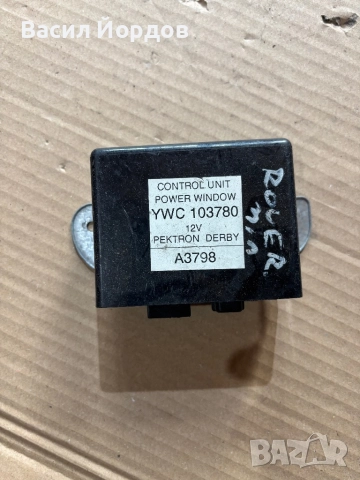 Васил Йордов
CONTROL UNIT
POWER WINDOW
YWC 103780
12V
PEKTRON DERBY
A3798
ROVER
BAZAR